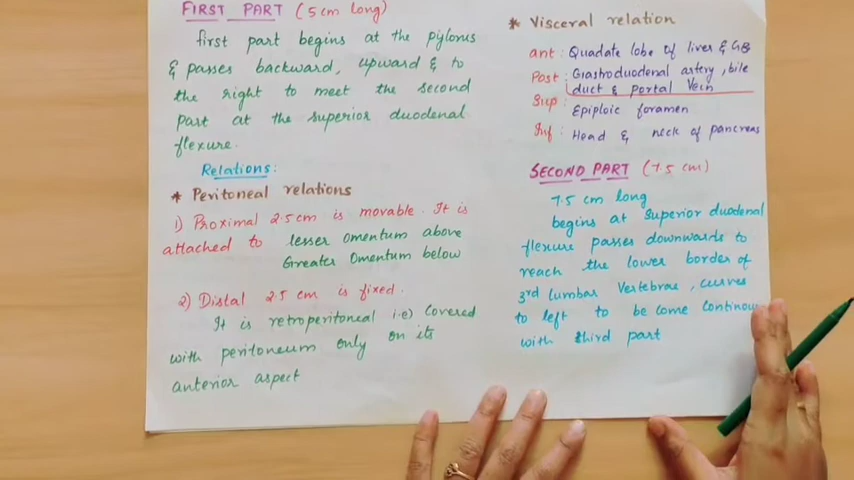 FIRST PART (5 cm long)
first part begins at the pylorus
& passes backward, upward & to
the right to meet the second
part at the superior duodenal
flexure.
Relations:
* Peritoneal relations
1) Proximal 2.5cm is movable. It is
attached to lesser omentum above
Greater Omentum below
2) Distal 2.5 cm is fixed.
It is retroperitoneal i.e) covered
with peritoneum only on its
anterior aspect
* Visceral relation
ant : Quadate lobe of liver & GB
Post : Gastroduodenal artery, bile
duct & portal Vein
Sup : Epiploic foramen
Inf : Head & neck of pancreas
SECOND PART (7.5 cm)
7.5 cm long
begins at superior duodenal
flexure passes downwards to
reach the lower border of
3rd lumbar vertebrae, curves
to left to be come continou
with third part